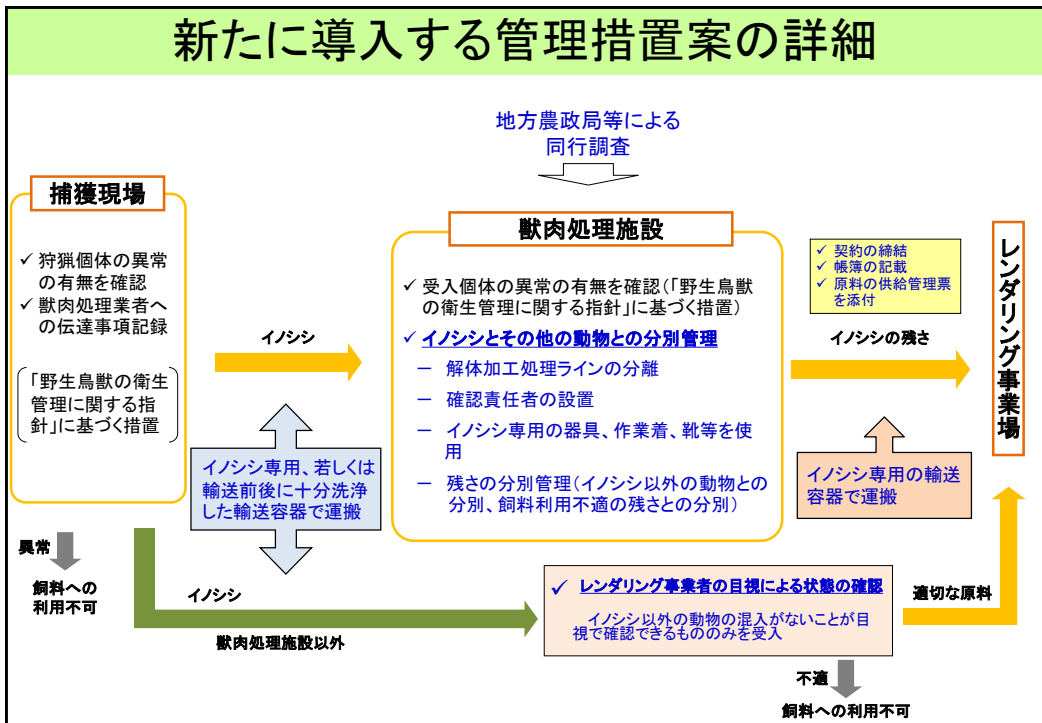 新たに導入する管理措置案の詳細
地方農政局等による
同行調査
捕獲現場
✓ 狩猟個体の異常
の有無を確認
✓ 獣肉処理業者へ
の伝達事項記録
「野生鳥獣の衛生
管理に関する指
針」に基づく措置
異常
飼料への
利用不可
イノシシ
イノシシ専用、若しくは
輸送前後に十分洗浄
した輸送容器で運搬
イノシシ
獣肉処理施設以外
獣肉処理施設
✓ 受入個体の異常の有無を確認(「野生鳥獣
の衛生管理に関する指針」に基づく措置)
✓ イノシシとその他の動物との分別管理
― 解体加工処理ラインの分離
― 確認責任者の設置
― イノシシ専用の器具、作業着、靴等を使
用
― 残さの分別管理(イノシシ以外の動物との
分別、飼料利用不適の残さとの分別)
✓ 契約の締結
✓ 帳簿の記載
✓ 原料の供給管理票
を添付
イノシシの残さ
イノシシ専用の輸送
容器で運搬
レンダリング事業場
✓ レンダリング事業者の目視による状態の確認
イノシシ以外の動物の混入がないことが目
視で確認できるもののみを受入
適切な原料
不適
飼料への利用不可